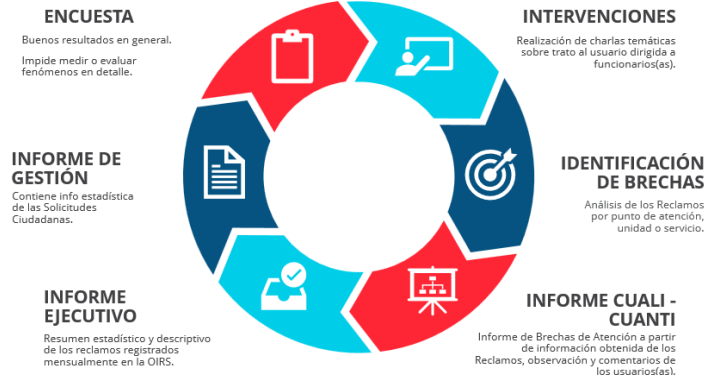 ENCUESTA
Buenos resultados en general.
Impide medir o evaluar
fenómenos en detalle.
INTERVENCIONES
Realización de charlas temáticas
sobre trato al usuario dirigida a
funcionarios(as).
INFORME DE
GESTIÓN
Contiene info estadística
de las Solicitudes
Ciudadanas.
IDENTIFICACIÓN
DE BRECHAS
Análisis de los Reclamos
por punto de atención,
unidad o servicio.
INFORME
EJECUTIVO
Resumen estadístico y descriptivo
de los reclamos registrados
mensualmente en la OIRS.
INFORME CUALI -
CUANTI
Informe de Brechas de Atención a partir
de información obtenida de los
Reclamos, observación y comentarios de
los usuarios(as).